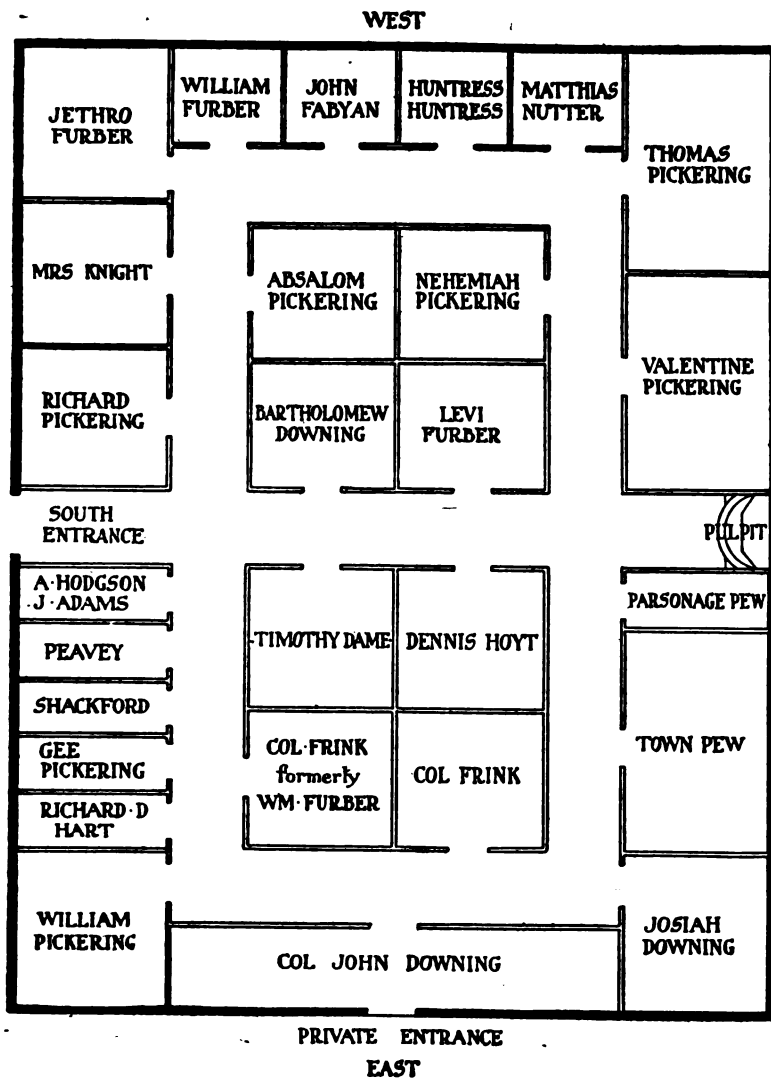 WEST
JETHRO
FURBER
WILLIAM
FURBER
JOHN
FABYAN
HUNTRESS
HUNTRESS
MATTHIAS
NUTTER
THOMAS
PICKERING
MRS KNIGHT
ABSALOM
PICKERING
NEHEMIAH
PICKERING
VALENTINE
PICKERING
RICHARD
PICKERING
BARTHOLOMEW
DOWNING
LEVI
FURBER
SOUTH
ENTRANCE
PULPIT
A·HODGSON
J·ADAMS
PARSONAGE PEW
PEAVEY
TIMOTHY DAME
DENNIS HOYT
SHACKFORD
GEE
PICKERING
COL·FRINK
formerly
WM·FURBER
COL FRINK
TOWN PEW
RICHARD·D
HART
WILLIAM
PICKERING
COL JOHN DOWNING
JOSIAH
DOWNING
PRIVATE ENTRANCE
EAST